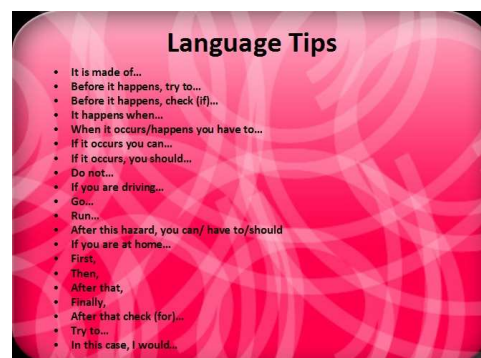 Language Tips
• It is made of...
• Before it happens, try to...
• Before it happens, check (if)...
• It happens when...
• When it occurs/happens you have to...
• If it occurs you can...
• If it occurs, you should...
• Do not...
• If you are driving...
• Go...
• Run...
• After this hazard, you can/ have to/should
• If you are at home...
• First,
• Then,
• After that,
• Finally,
• After that check (for)...
• Try to...
• In this case, I would...